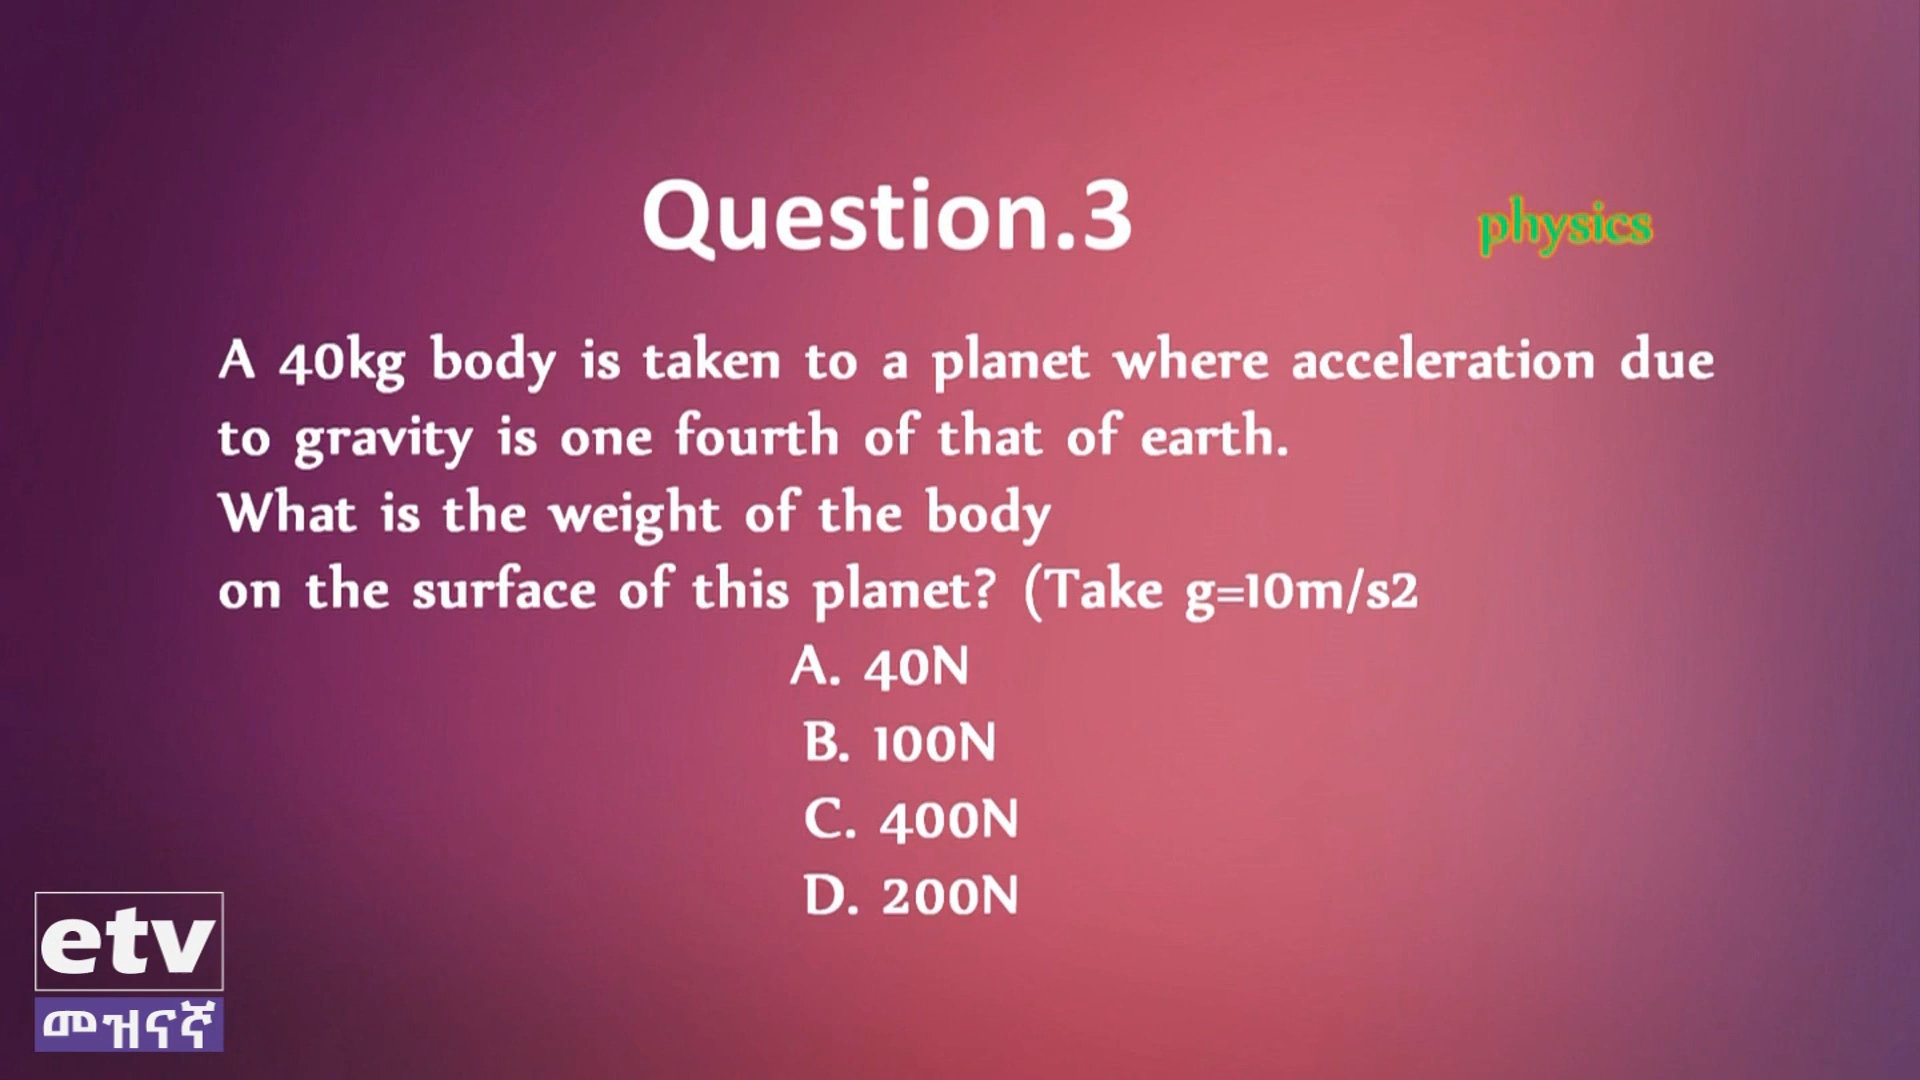 Question.3
physics
A 40kg body is taken to a planet where acceleration due
to gravity is one fourth of that of earth.
What is the weight of the body
on the surface of this planet? (Take g=10m/s2
A. 40N
B. 100N
C. 400N
D. 200N
etv
መዝናኛ